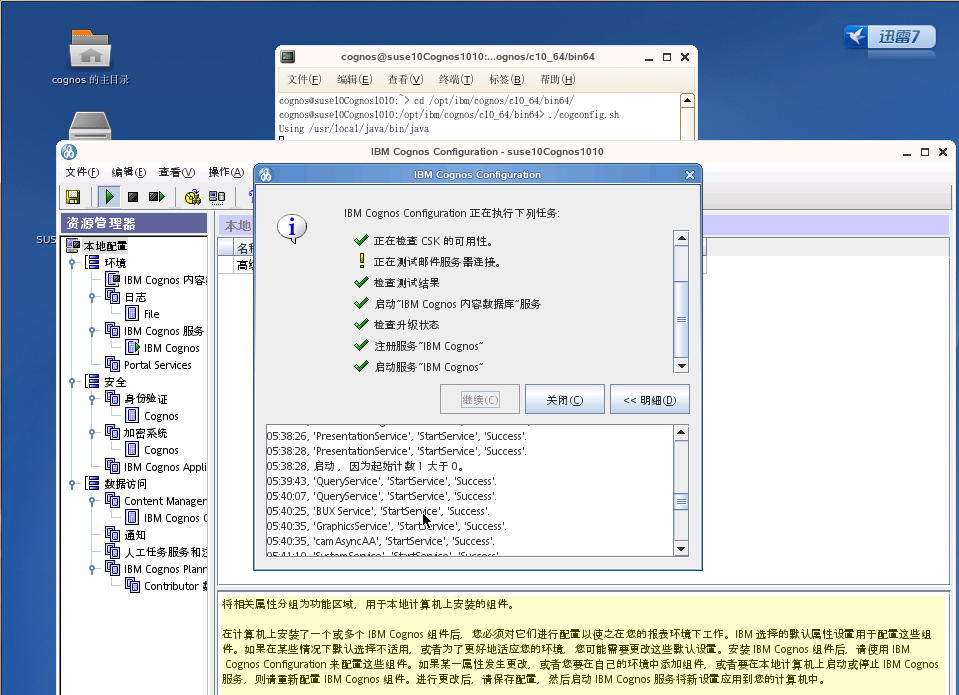 迅雷7
cognos 的主目录
cognos@suse10Cognos1010:...ognos/c10_64/bin64
文件(F) 编辑(E) 查看(V) 终端(T) 标签(B) 帮助(H)
cognos@suse10Cognos1010:~> cd /opt/ibm/cognos/c10_64/bin64/
cognos@suse10Cognos1010:/opt/ibm/cognos/c10_64/bin64> ./cogconfig.sh
Using /usr/local/java/bin/java
IBM Cognos Configuration - suse10Cognos1010
文件(F) 编辑(E) 查看(V) 操作(A)
SUS
资源管理器
本地配置
环境
IBM Cognos 内容
日志
File
IBM Cognos 服务
IBM Cognos
Portal Services
安全
身份验证
Cognos
加密系统
Cognos
IBM Cognos Appli
数据访问
Content Manager
IBM Cognos
通知
人工任务服务和
IBM Cognos Plann
Contributor
本地
名
高级
IBM Cognos Configuration
IBM Cognos Configuration 正在执行下列任务:
正在检查 CSK 的可用性。
正在测试邮件服务器连接。
检查测试结果
启动"IBM Cognos 内容数据库"服务
检查升级状态
注册服务"IBM Cognos"
启动服务"IBM Cognos"
继续(C) 关闭(C) << 明细(D)
05:38:26, 'PresentationService', 'StartService', 'Success'.
05:38:28, 'PresentationService', 'StartService', 'Success'.
05:38:28, 启动，因为起始计数 1 大于 0。
05:39:43, 'QueryService', 'StartService', 'Success'.
05:40:07, 'QueryService', 'StartService', 'Success'.
05:40:25, 'BUX Service', 'StartService', 'Success'.
05:40:35, 'GraphicsService', 'StartService', 'Success'.
05:40:35, 'camAsyncAA', 'StartService', 'Success'.
05:41:10, 'SystemService', 'StartService', 'Success'.
将相关属性分组为功能区域，用于本地计算机上安装的组件。
在计算机上安装了一个或多个 IBM Cognos 组件后，您必须对它们进行配置以使之在您的报表环境下工作。IBM 选择的默认属性设置用于配置这些组
件。如果在某些情况下默认选择不适用，或者为了更好地适应您的环境，您可能需要更改这些默认设置。安装 IBM Cognos 组件后，请使用 IBM
Cognos Configuration 来配置这些组件。如果某一属性发生更改，或者您要在自己的环境中添加组件，或者要在本地计算机上启动或停止 IBM Cognos
服务，则请重新配置 IBM Cognos 组件。进行更改后，请保存配置，然后启动 IBM Cognos 服务将新设置应用到您的计算机中。